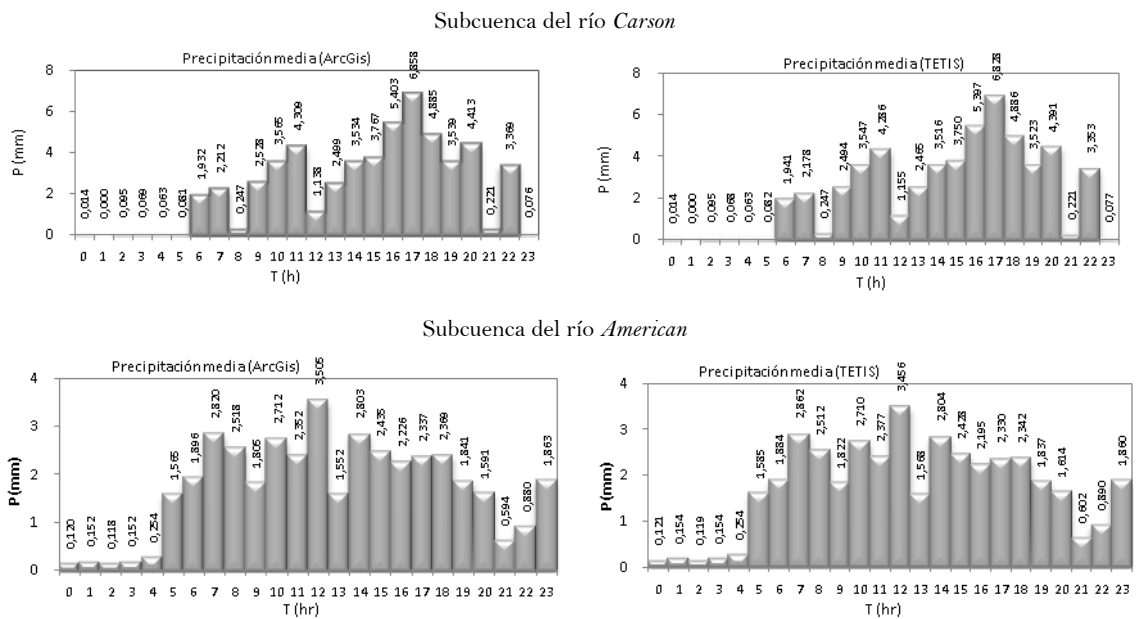 Subcuenca del río Carson
Precipitación media (ArcGis)
P (mm)
8
6
4
2
0
0,014 0,000 0,095 0,069 0,063 0,081 1,932 2,212 0,247 2,528 3,565 4,309 1,138 2,499 3,534 3,767 5,403 6,858 4,885 3,539 4,413 0,221 3,369 0,076
0 1 2 3 4 5 6 7 8 9 10 11 12 13 14 15 16 17 18 19 20 21 22 23
T (h)
Precipitación media (TETIS)
P (mm)
8
6
4
2
0
0,014 0,000 0,095 0,068 0,063 0,082 1,941 2,178 0,247 2,494 3,547 4,286 1,155 2,465 3,516 3,750 5,397 6,828 4,886 3,523 4,391 0,221 3,353 0,077
0 1 2 3 4 5 6 7 8 9 10 11 12 13 14 15 16 17 18 19 20 21 22 23
T (h)
Subcuenca del río American
Precipitación media (ArcGis)
P (mm)
4
3
2
1
0
0,120 0,152 0,118 0,152 0,254 1,565 1,896 2,820 2,518 1,805 2,712 2,352 3,505 1,552 2,803 2,435 2,226 2,337 2,369 1,841 1,591 0,594 0,880 1,863
0 1 2 3 4 5 6 7 8 9 10 11 12 13 14 15 16 17 18 19 20 21 22 23
T (hr)
Precipitación media (TETIS)
P (mm)
4
3
2
1
0
0,121 0,154 0,119 0,154 0,254 1,585 1,884 2,862 2,512 1,822 2,710 2,377 3,456 1,568 2,804 2,428 2,195 2,330 2,342 1,837 1,614 0,602 0,890 1,860
0 1 2 3 4 5 6 7 8 9 10 11 12 13 14 15 16 17 18 19 20 21 22 23
T (hr)